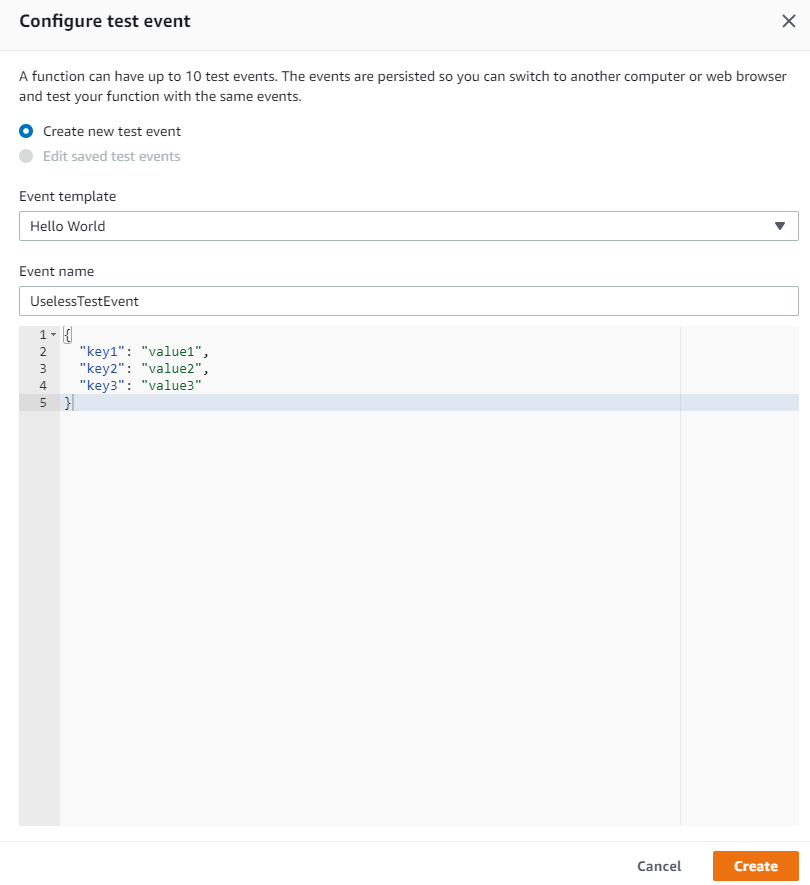 Configure test event
A function can have up to 10 test events. The events are persisted so you can switch to another computer or web browser
and test your function with the same events.
Create new test event
Edit saved test events
Event template
Hello World
Event name
UselessTestEvent
1 {
2   "key1": "value1",
3   "key2": "value2",
4   "key3": "value3"
5 }
Cancel Create